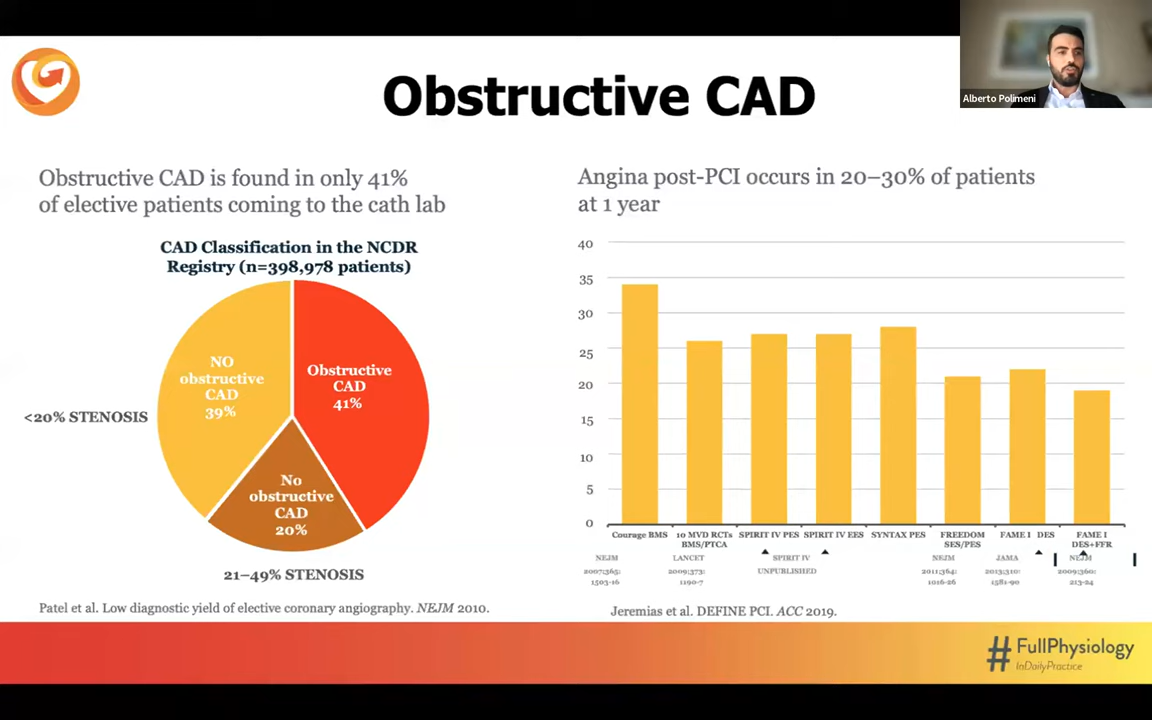 Alberto Polimeni
Obstructive CAD
Obstructive CAD is found in only 41%
of elective patients coming to the cath lab
CAD Classification in the NCDR
Registry (n=398,978 patients)
NO
obstructive
CAD
39%
Obstructive
CAD
41%
No
obstructive
CAD
20%
<20% STENOSIS
21–49% STENOSIS
Patel et al. Low diagnostic yield of elective coronary angiography. NEJM 2010.
Angina post-PCI occurs in 20–30% of patients
at 1 year
40
35
30
25
20
15
10
5
0
Courage BMS
10 MVD RCTs
BMS/PTCA
SPIRIT IV PES
SPIRIT IV EES
SYNTAX PES
FREEDOM
SES/PES
FAME I DES
FAME I
DES+FFR
NEJM
2007;365:
1503-16
LANCET
2009;373:
1190-7
SPIRIT IV
UNPUBLISHED
NEJM
2011;364:
1016-26
JAMA
2013;310:
1581-90
NEJM
2009;360:
213-24
Jeremias et al. DEFINE PCI. ACC 2019.
#FullPhysiology
InDailyPractice